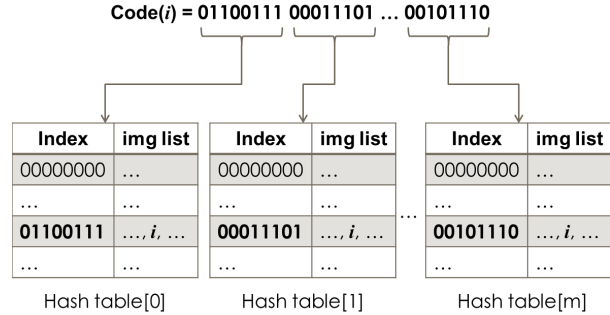 Code(i) = 01100111 00011101 ... 00101110
Index img list Index img list Index img list
00000000 ... 00000000 ... 00000000 ...
... ... ... ... ... ...
01100111 ..., i, ... 00011101 ..., i, ... ... 00101110 ..., i, ...
... ... ... ... ... ...
Hash table[0] Hash table[1] Hash table[m]